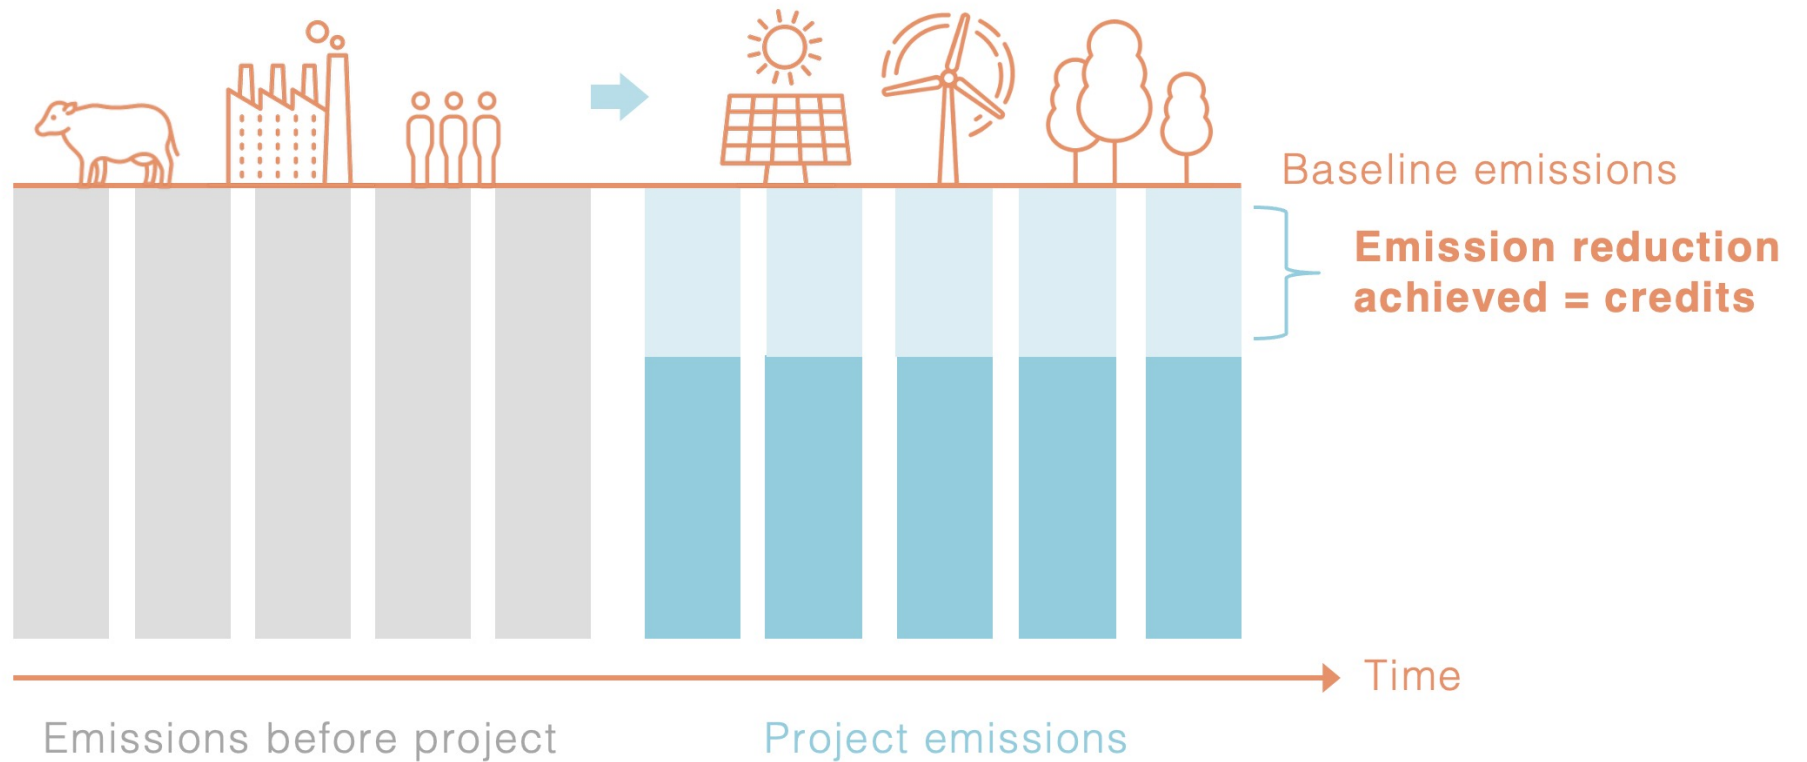 Baseline emissions
Emission reduction
achieved = credits
Time
Emissions before project
Project emissions